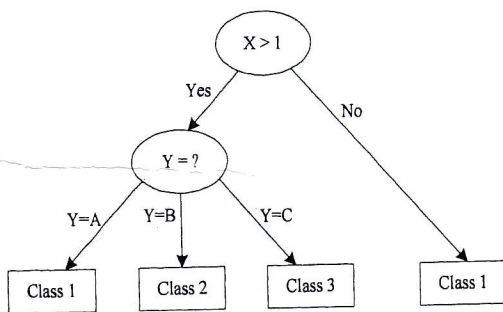 X > 1
Yes
No
Y = ?
Y=A
Y=B
Y=C
Class 1
Class 2
Class 3
Class 1